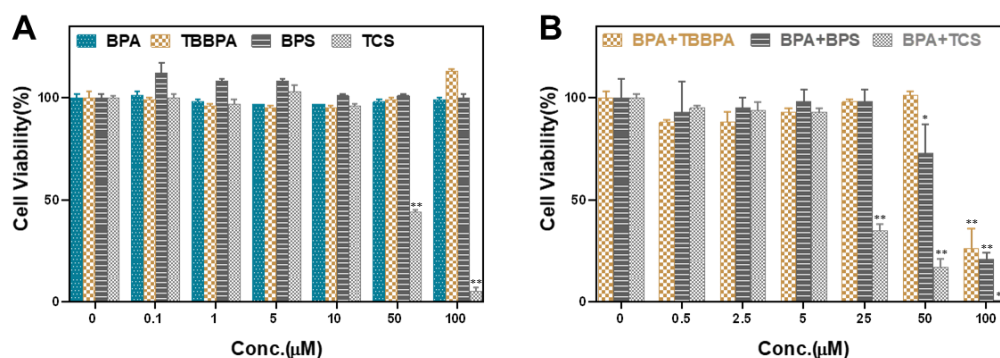 A
BPA TBBPA BPS TCS
Cell Viability(%)
100
50
0
** **
0 0.1 1 5 10 50 100
Conc.(μM)
B
BPA+TBBPA BPA+BPS BPA+TCS
Cell Viability(%)
100
50
0
** * ** ** ** *
0 0.5 2.5 5 25 50 100
Conc.(μM)